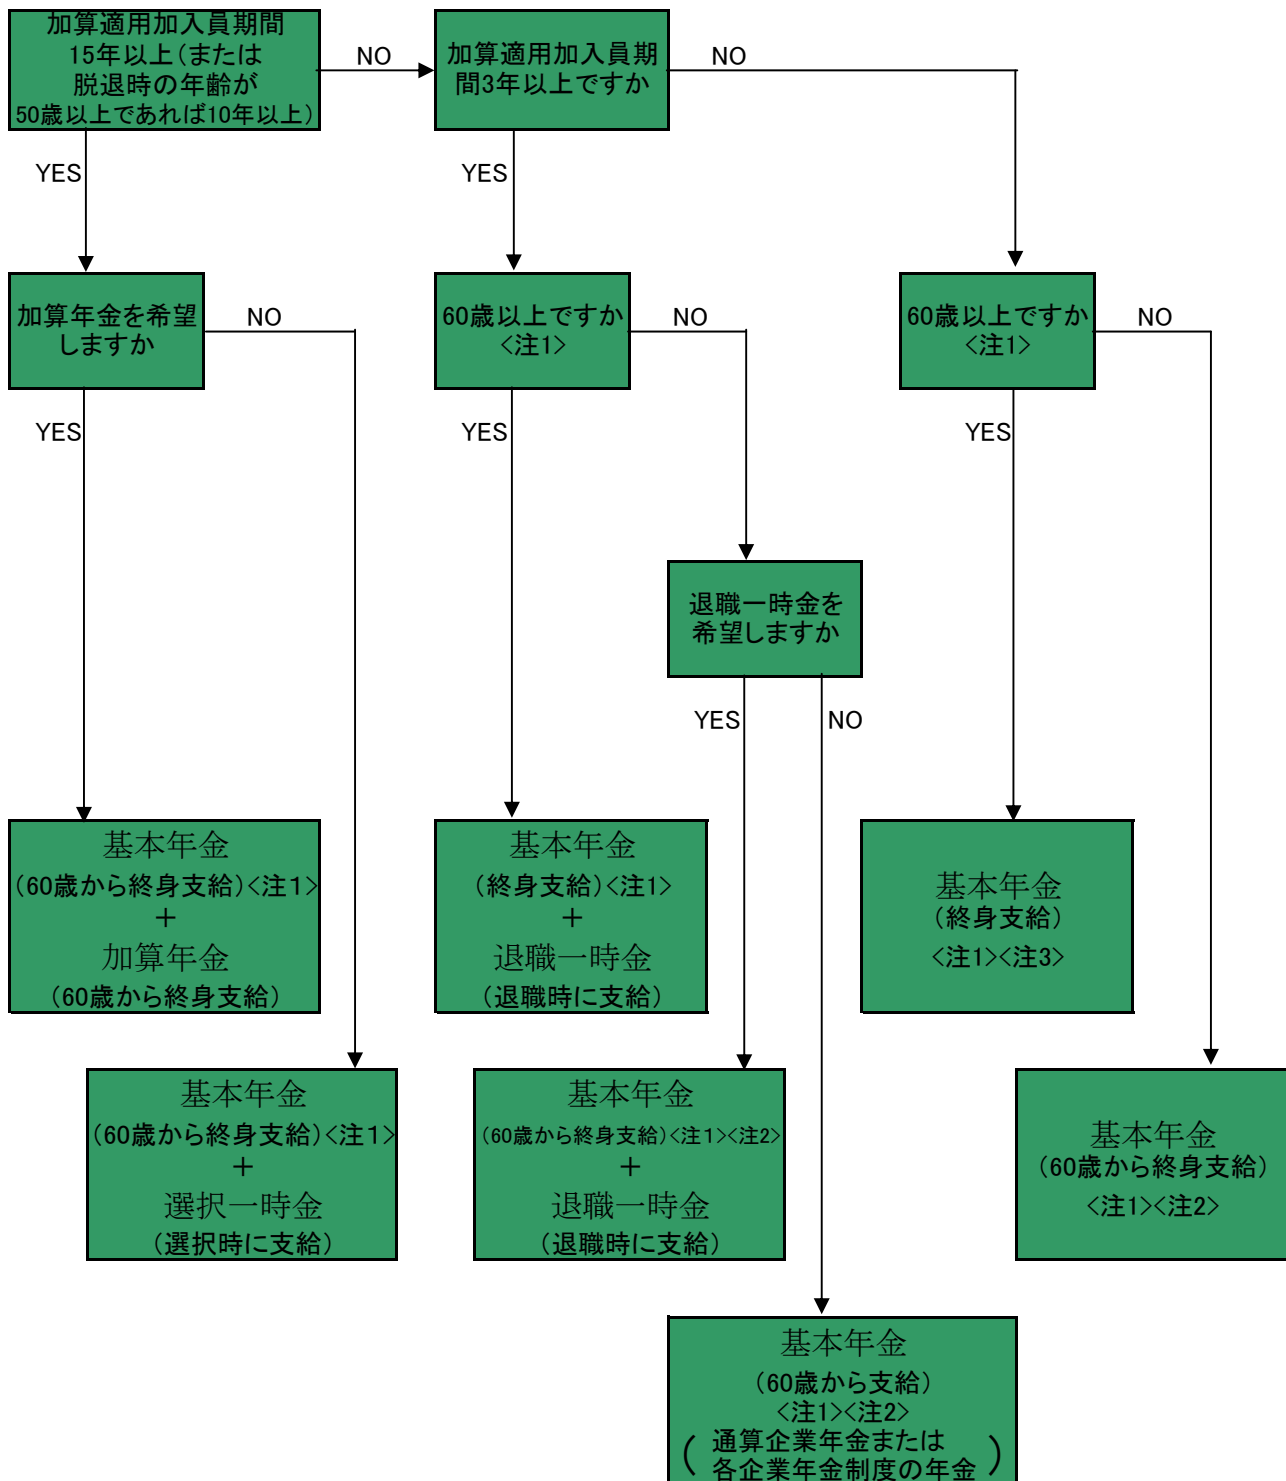 加算適用加入員期間
15年以上(または
脱退時の年齢が
50歳以上であれば10年以上)
NO
加算適用加入員期
間3年以上ですか
NO
YES
YES
加算年金を希望
しますか
NO
60歳以上ですか
<注1>
NO
60歳以上ですか
<注1>
NO
YES
YES
YES
退職一時金を
希望しますか
YES
NO
基本年金
(60歳から終身支給)<注1>
+
加算年金
(60歳から終身支給)
基本年金
(終身支給)<注1>
+
退職一時金
(退職時に支給)
基本年金
(終身支給)
<注1><注3>
基本年金
(60歳から終身支給)<注1>
+
選択一時金
(選択時に支給)
基本年金
(60歳から終身支給)<注1><注2>
+
退職一時金
(退職時に支給)
基本年金
(60歳から終身支給)
<注1><注2>
基本年金
(60歳から支給)
<注1><注2>
(通算企業年金または
各企業年金制度の年金)